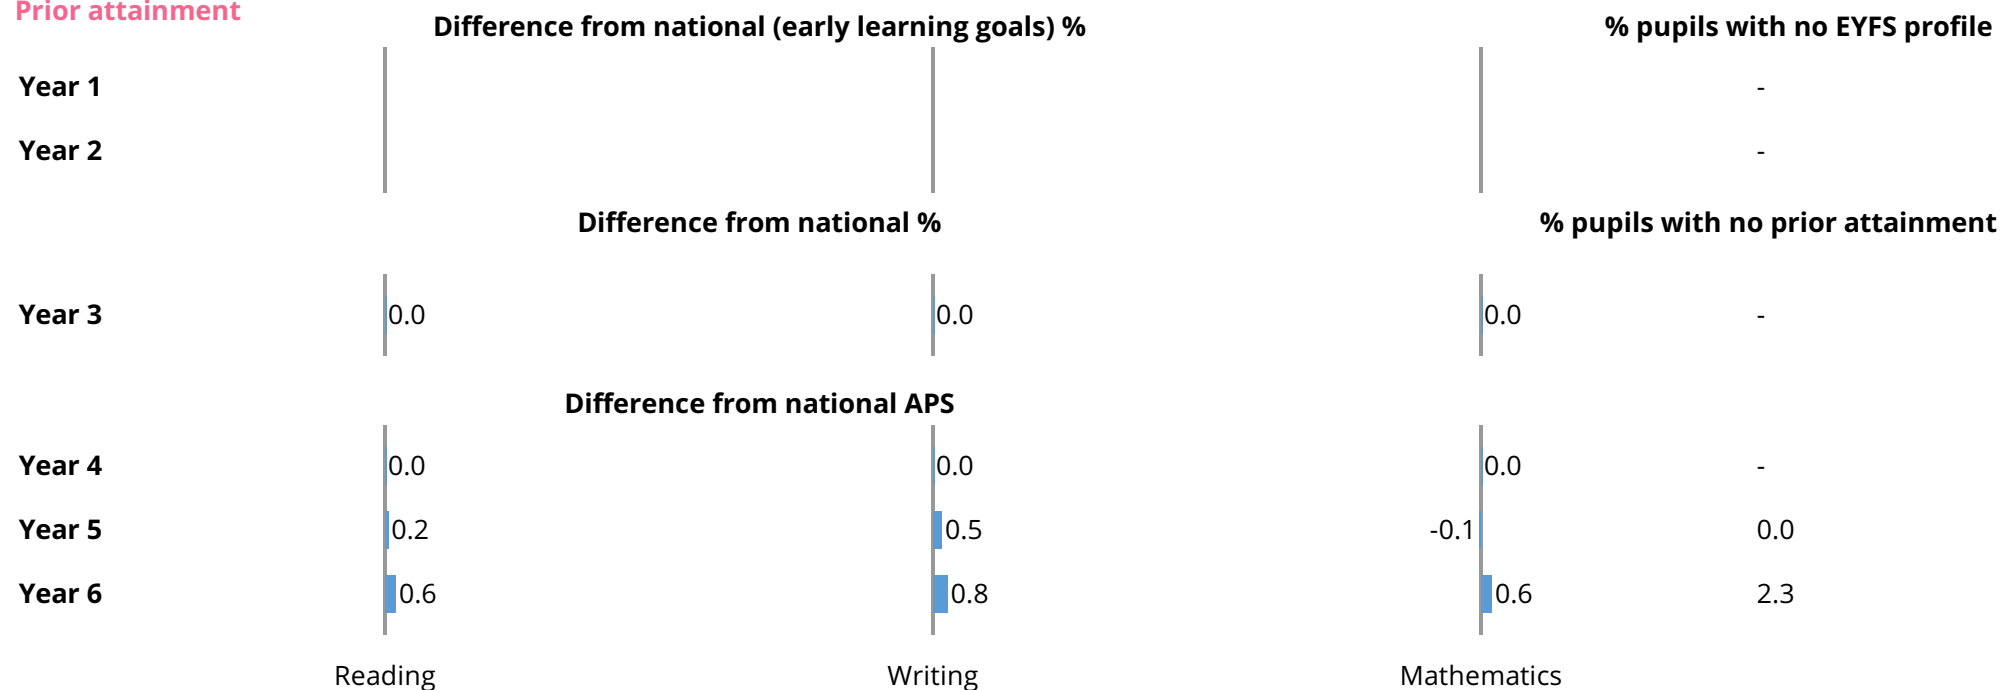 Prior attainment
Difference from national (early learning goals) % % pupils with no EYFS profile
Year 1 -
Year 2 -
Difference from national % % pupils with no prior attainment
Year 3 0.0 0.0 0.0 -
Difference from national APS
Year 4 0.0 0.0 0.0 -
Year 5 0.2 0.5 -0.1 0.0
Year 6 0.6 0.8 0.6 2.3
Reading Writing Mathematics